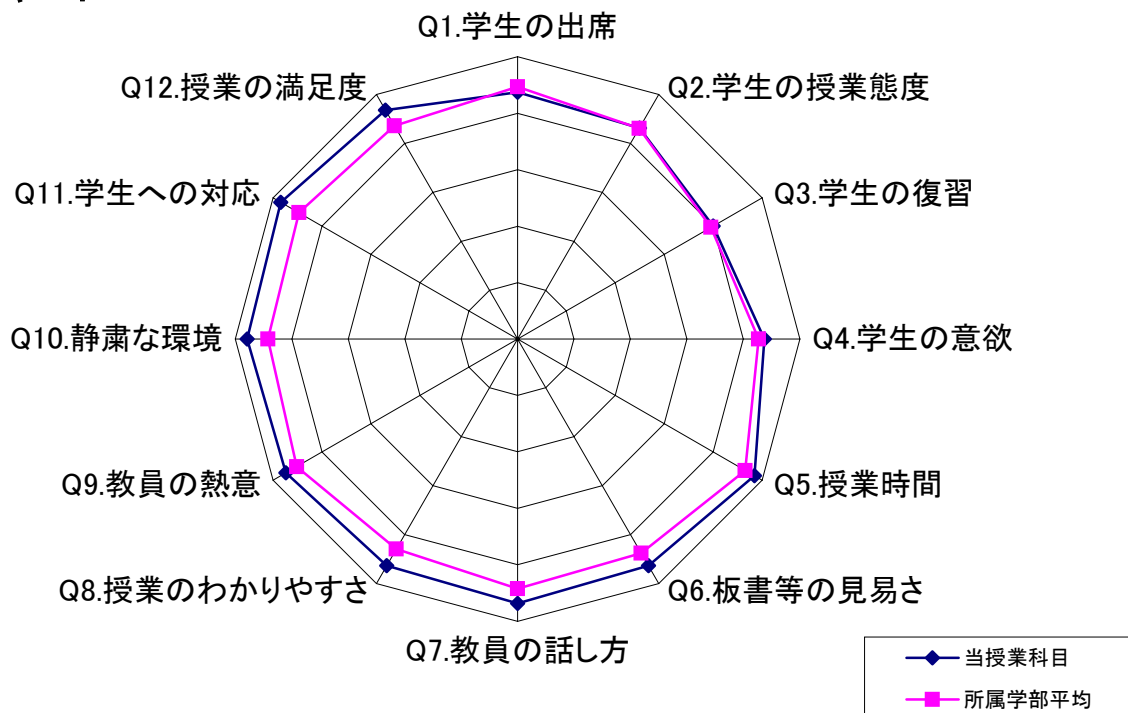 Q1.学生の出席
Q2.学生の授業態度
Q3.学生の復習
Q4.学生の意欲
Q5.授業時間
Q6.板書等の見易さ
Q7.教員の話し方
Q8.授業のわかりやすさ
Q9.教員の熱意
Q10.静粛な環境
Q11.学生への対応
Q12.授業の満足度
当授業科目
所属学部平均